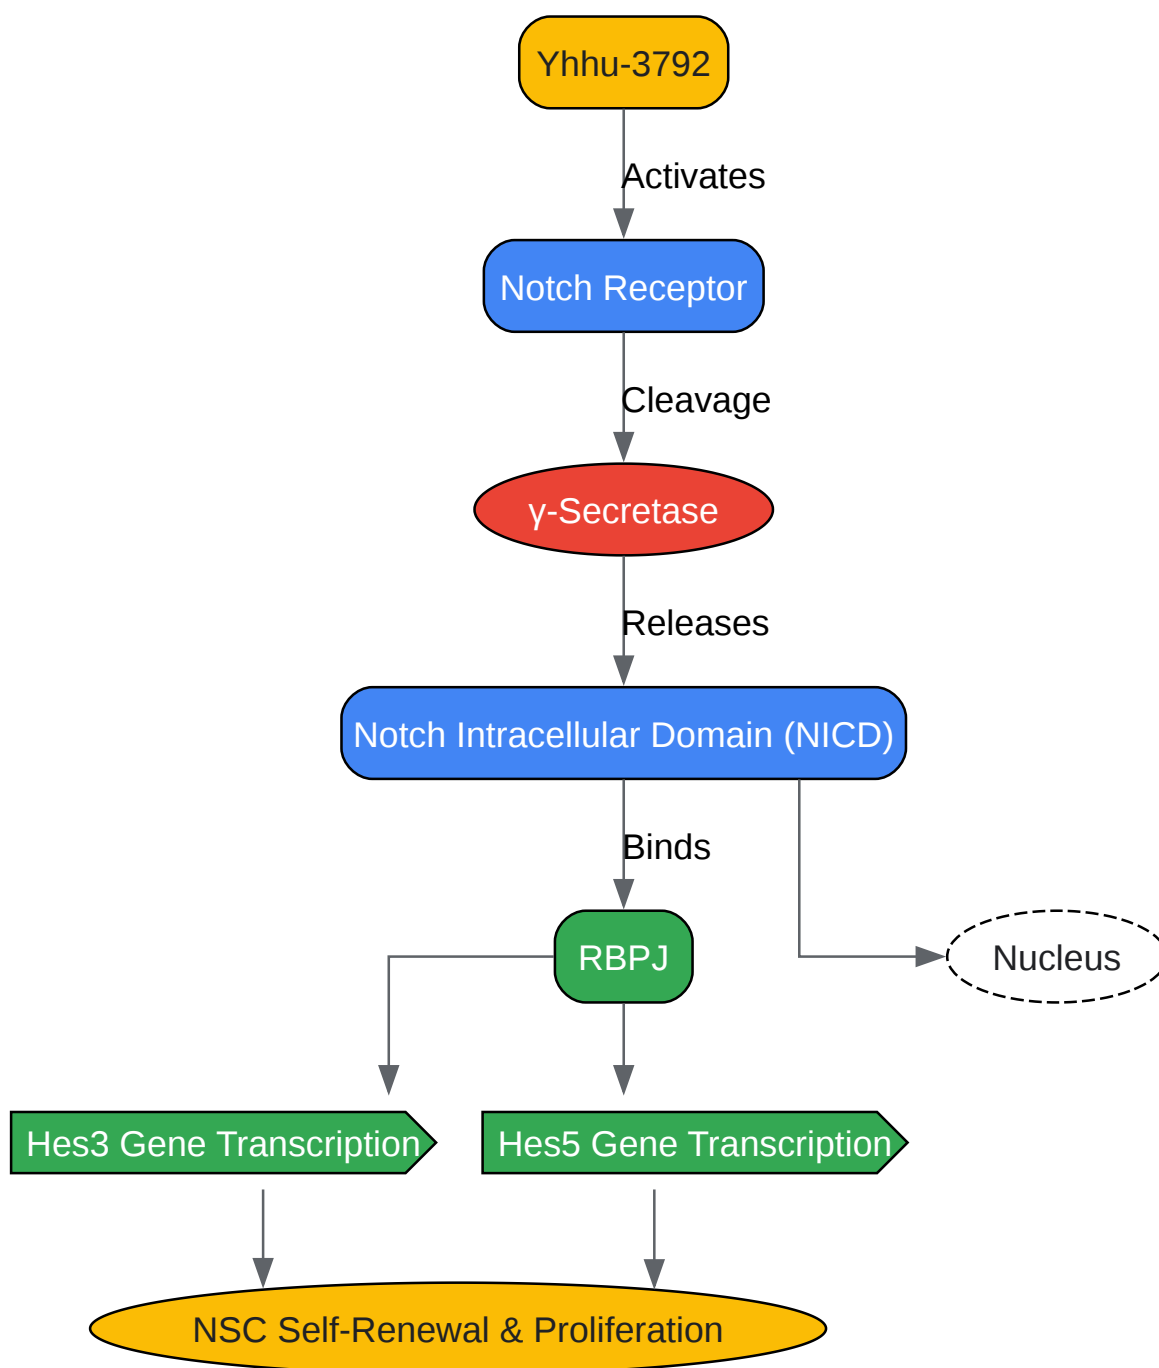 Yhhu-3792
Activates
Notch Receptor
Cleavage
γ-Secretase
Releases
Notch Intracellular Domain (NICD)
Binds
RBPJ
Nucleus
Hes3 Gene Transcription
Hes5 Gene Transcription
NSC Self-Renewal & Proliferation